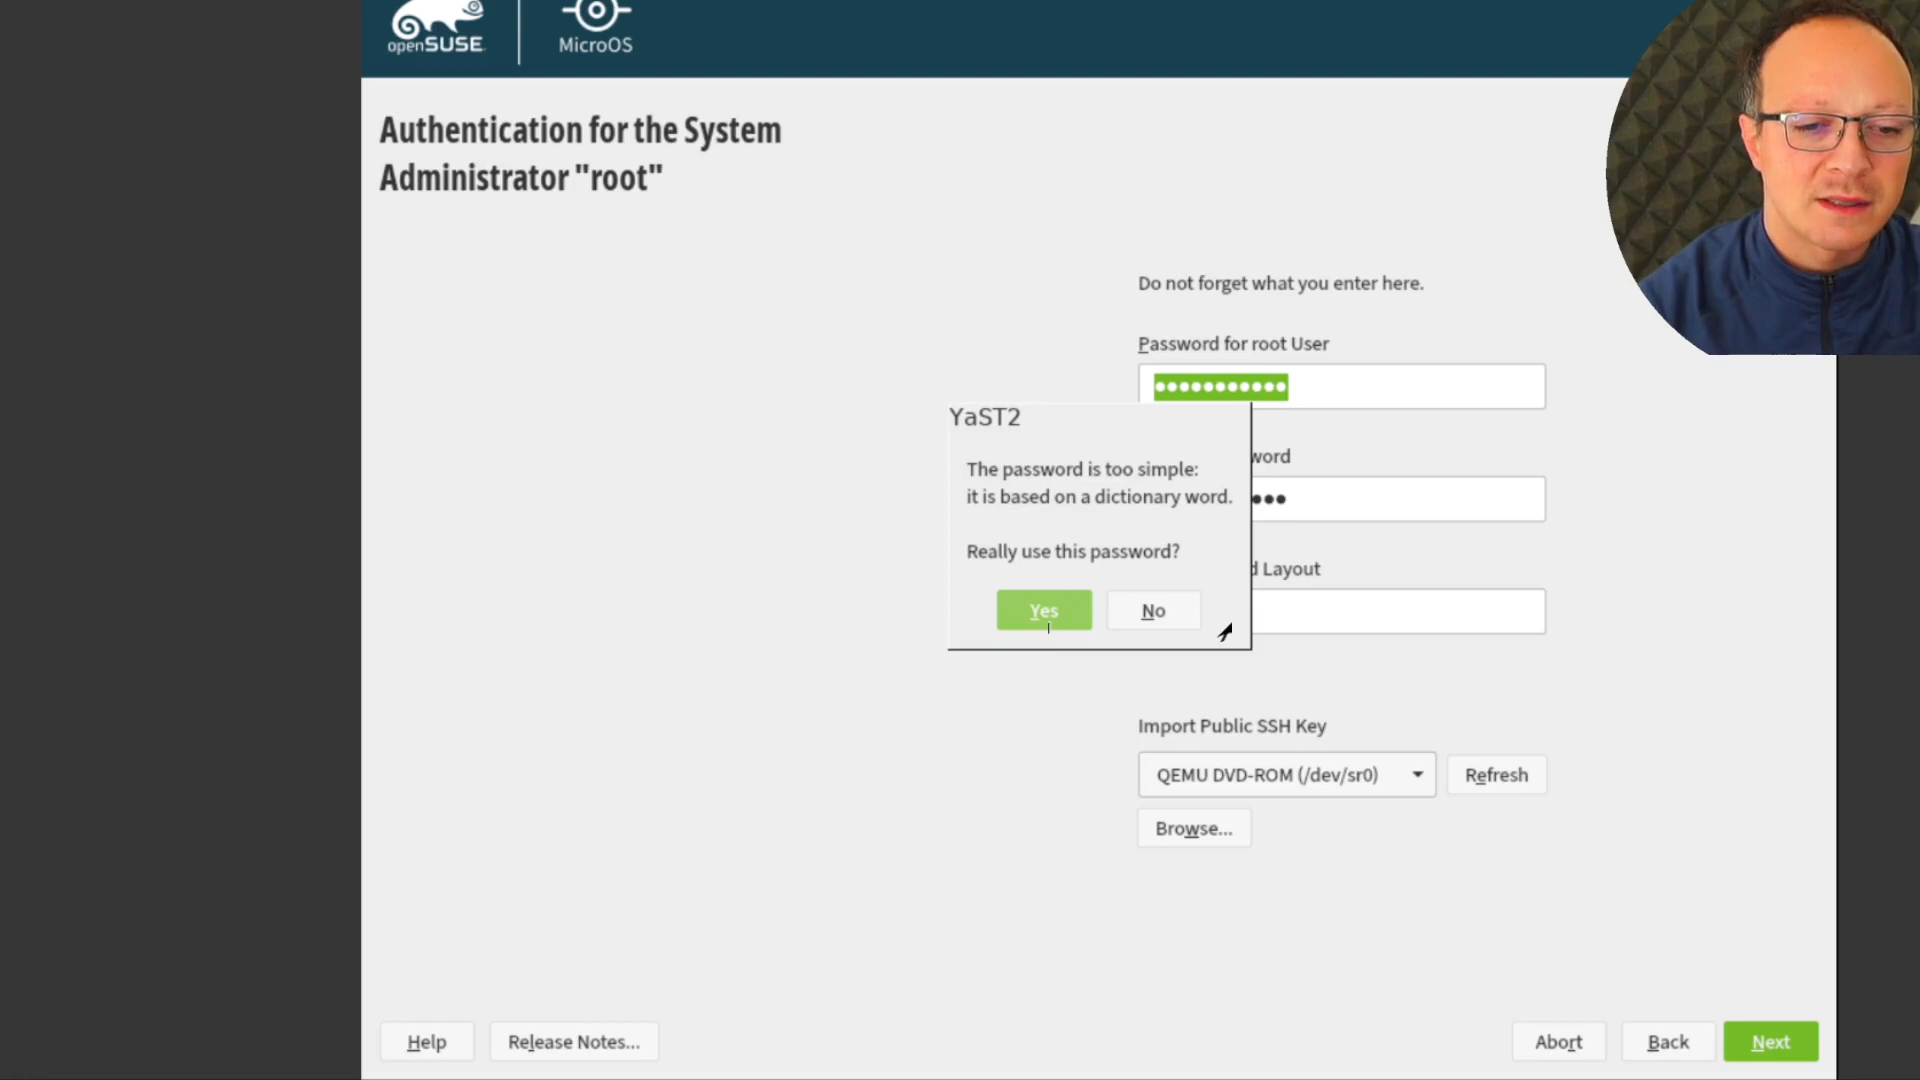 openSUSE
MicroOS
Authentication for the System
Administrator "root"
Do not forget what you enter here.
Password for root User
YaST2
The password is too simple:
it is based on a dictionary word.
Really use this password?
Yes
No
word
d Layout
Import Public SSH Key
QEMU DVD-ROM (/dev/sr0)
Refresh
Browse...
Help
Release Notes...
Abort
Back
Next